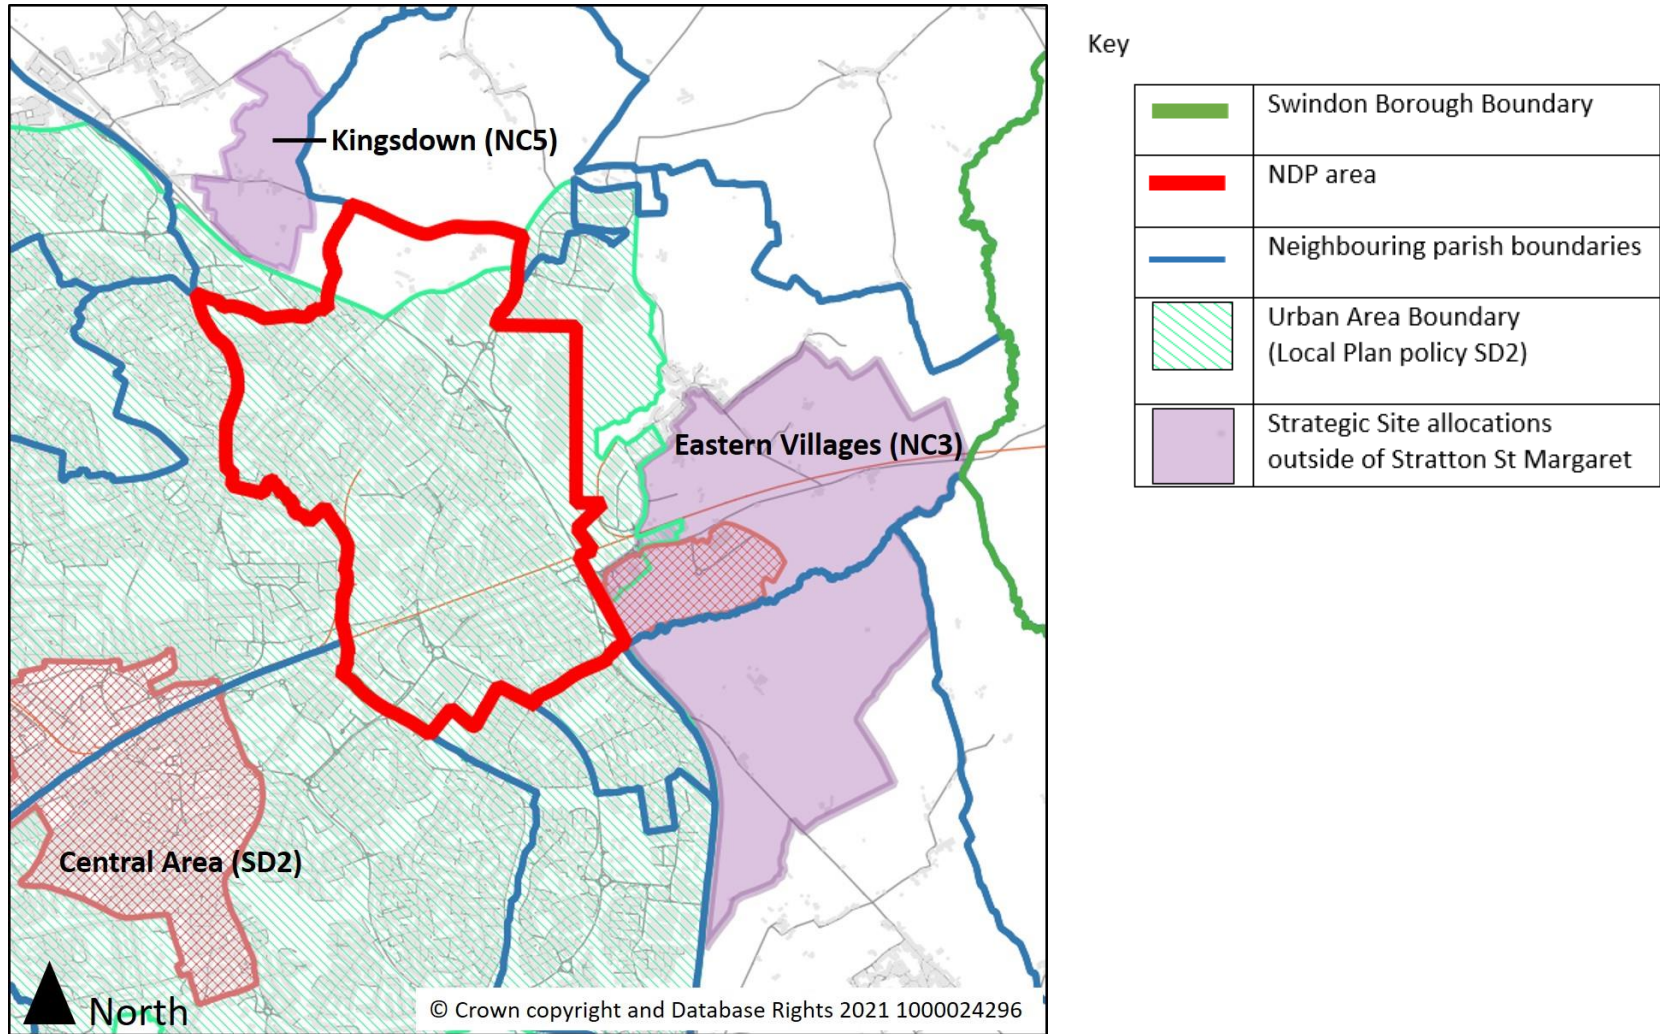 Kingsdown (NC5)
Eastern Villages (NC3)
Central Area (SD2)
North
© Crown copyright and Database Rights 2021 1000024296
Key
Swindon Borough Boundary
NDP area
Neighbouring parish boundaries
Urban Area Boundary
(Local Plan policy SD2)
Strategic Site allocations
outside of Stratton St Margaret